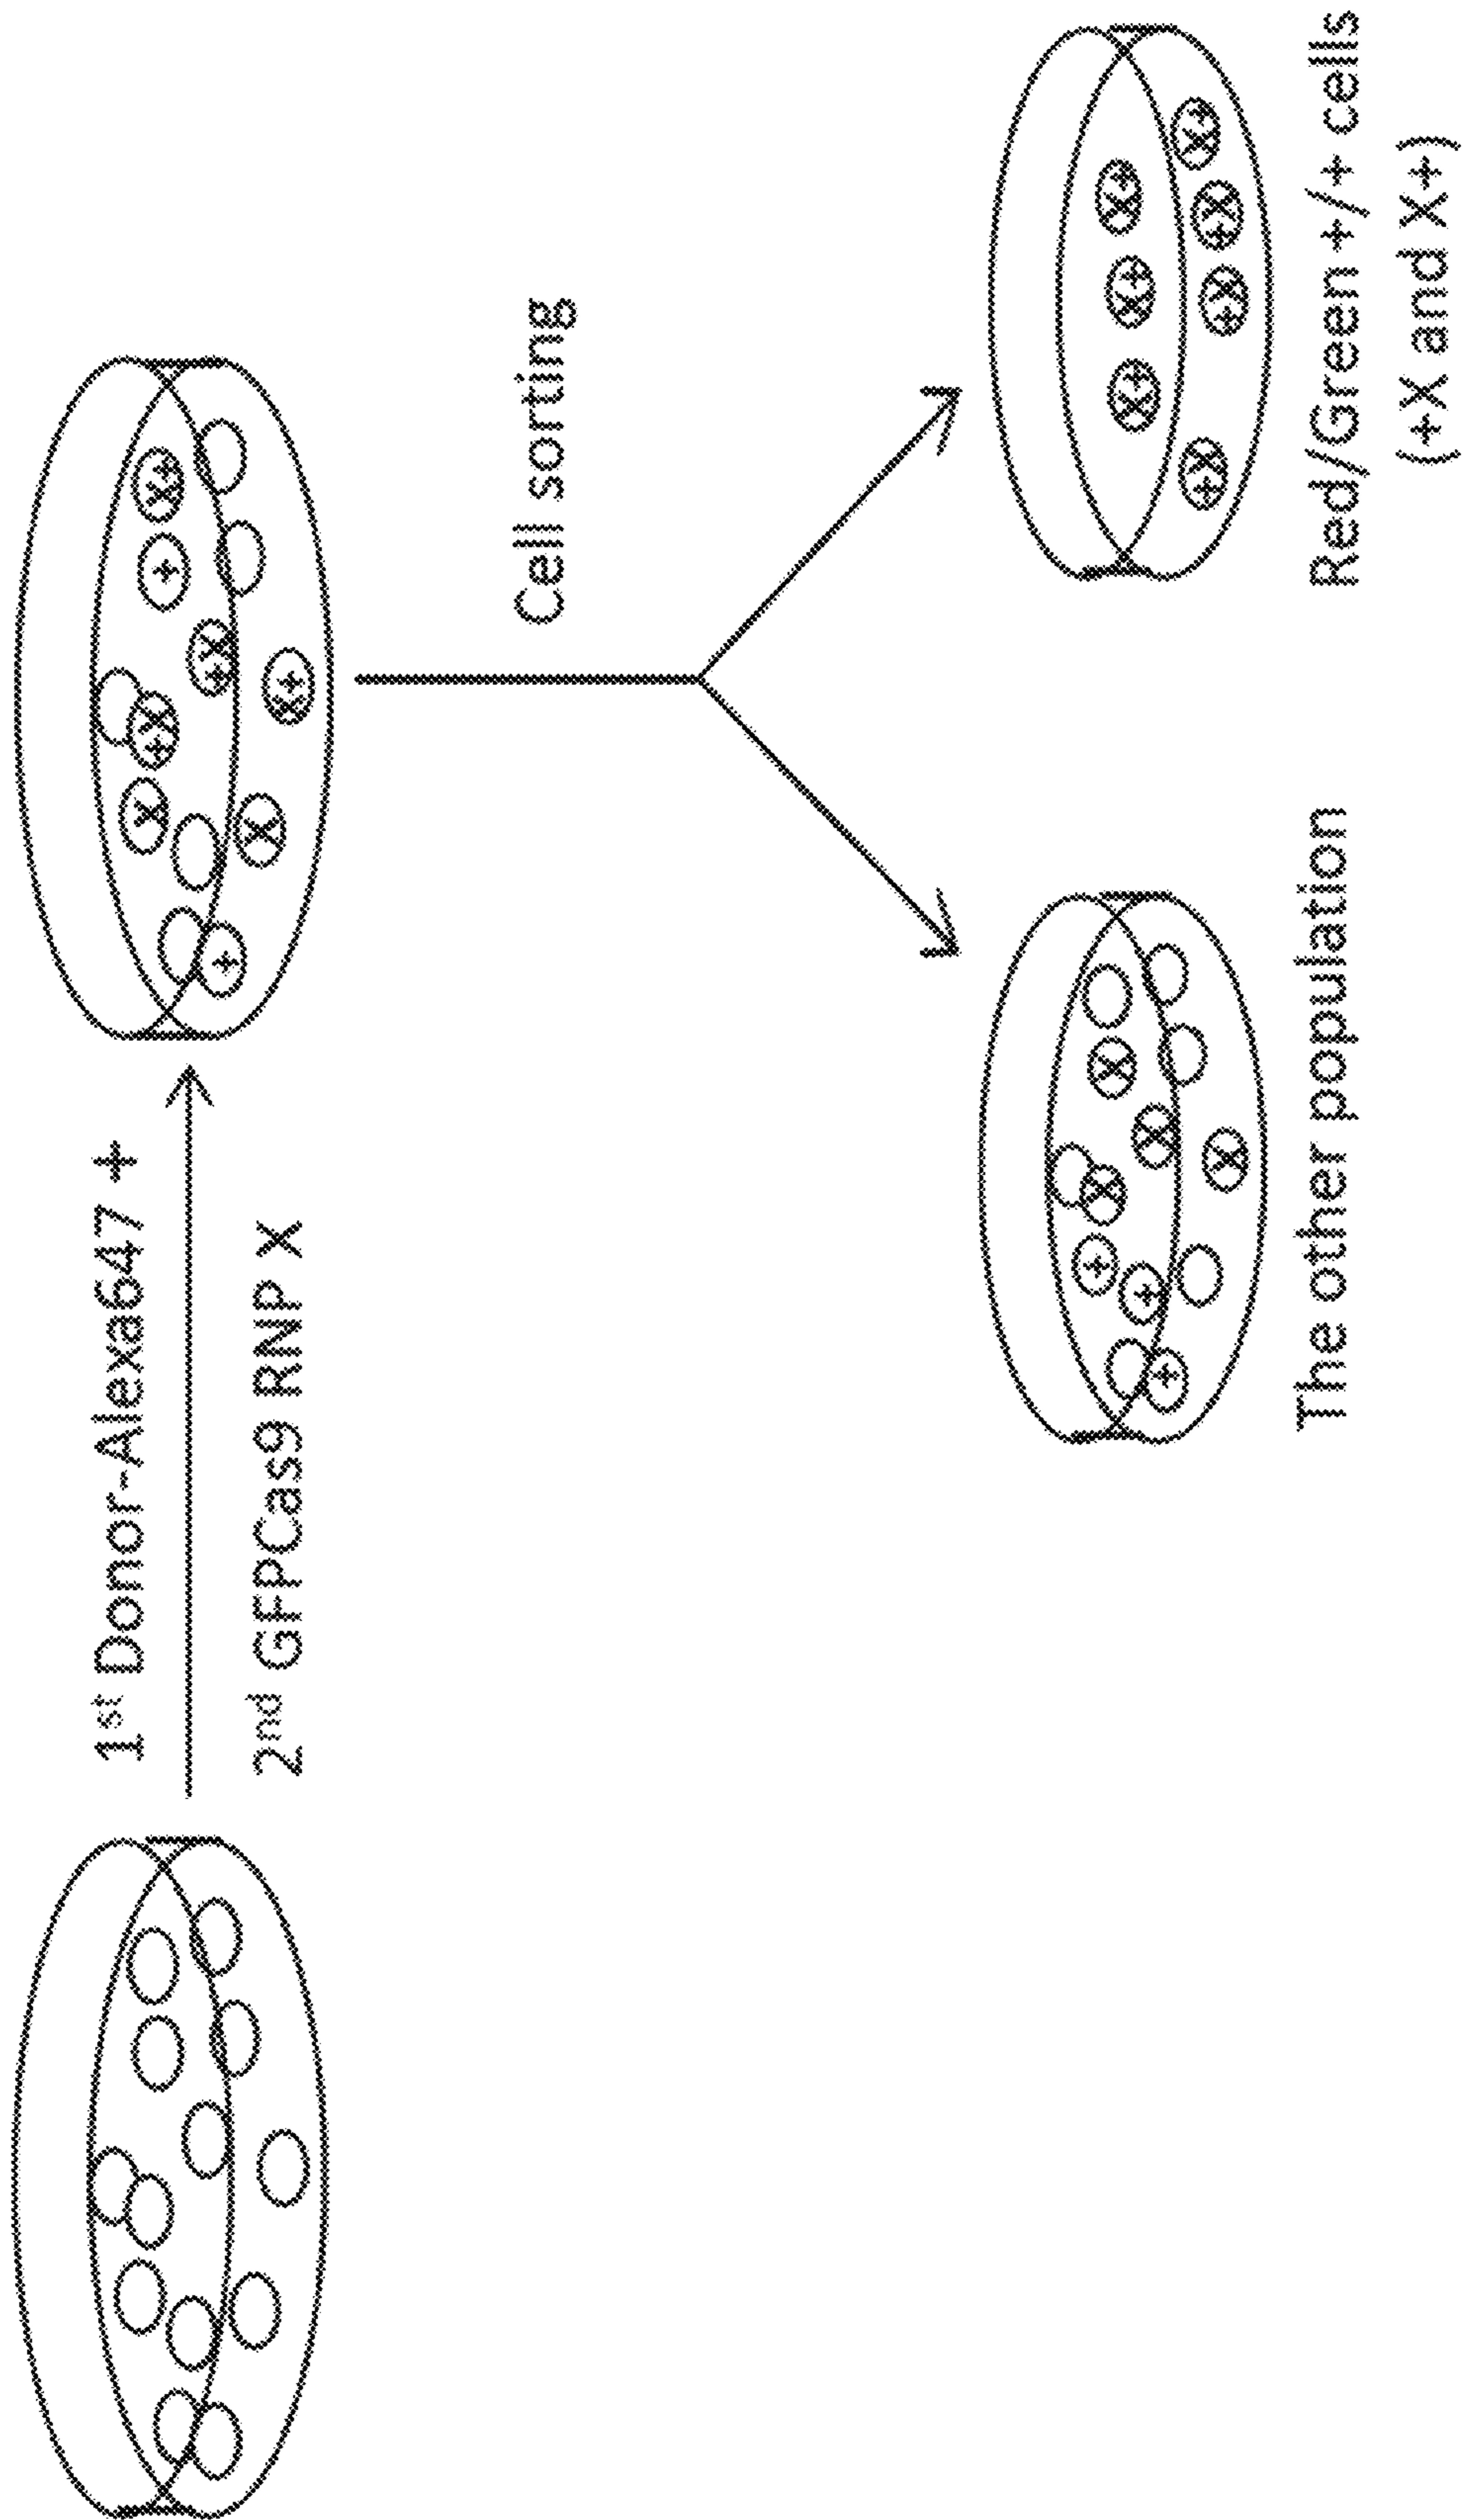 1st Donor-Alexa647 +
2nd GFPCas9 RNP X
Cell sorting
The other population
Red/Green +/+ cells
(+X and X+)